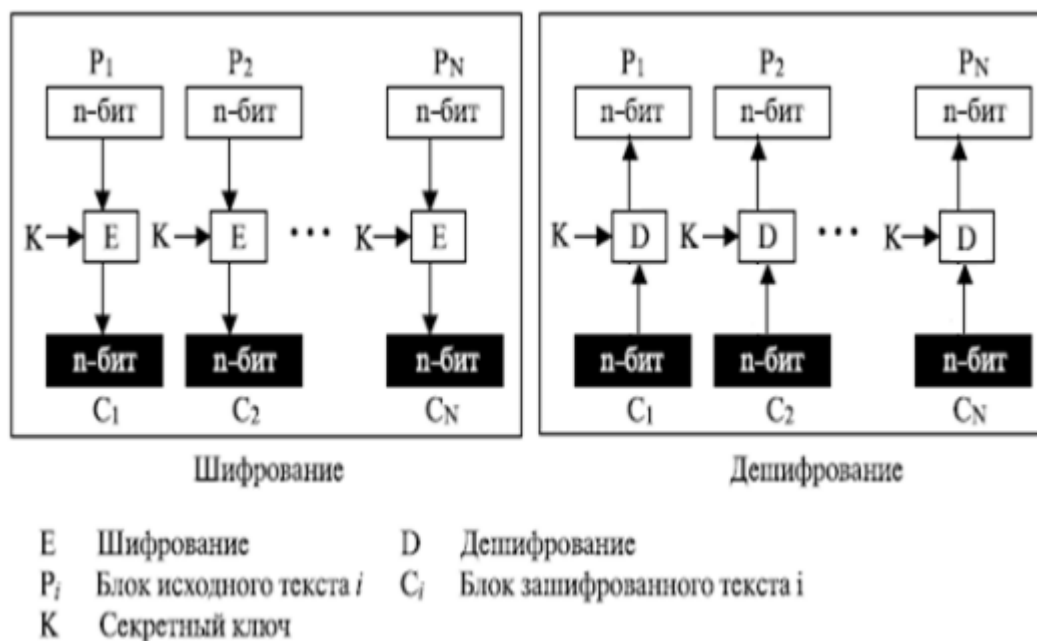 P1 P2 PN P1 P2 PN
n-бит n-бит n-бит n-бит n-бит n-бит
K E K E ... K E K D K D ... K D
n-бит n-бит n-бит n-бит n-бит n-бит
C1 C2 CN C1 C2 CN
Шифрование Дешифрование
E Шифрование D Дешифрование
Pi Блок исходного текста i Ci Блок зашифрованного текста i
K Секретный ключ